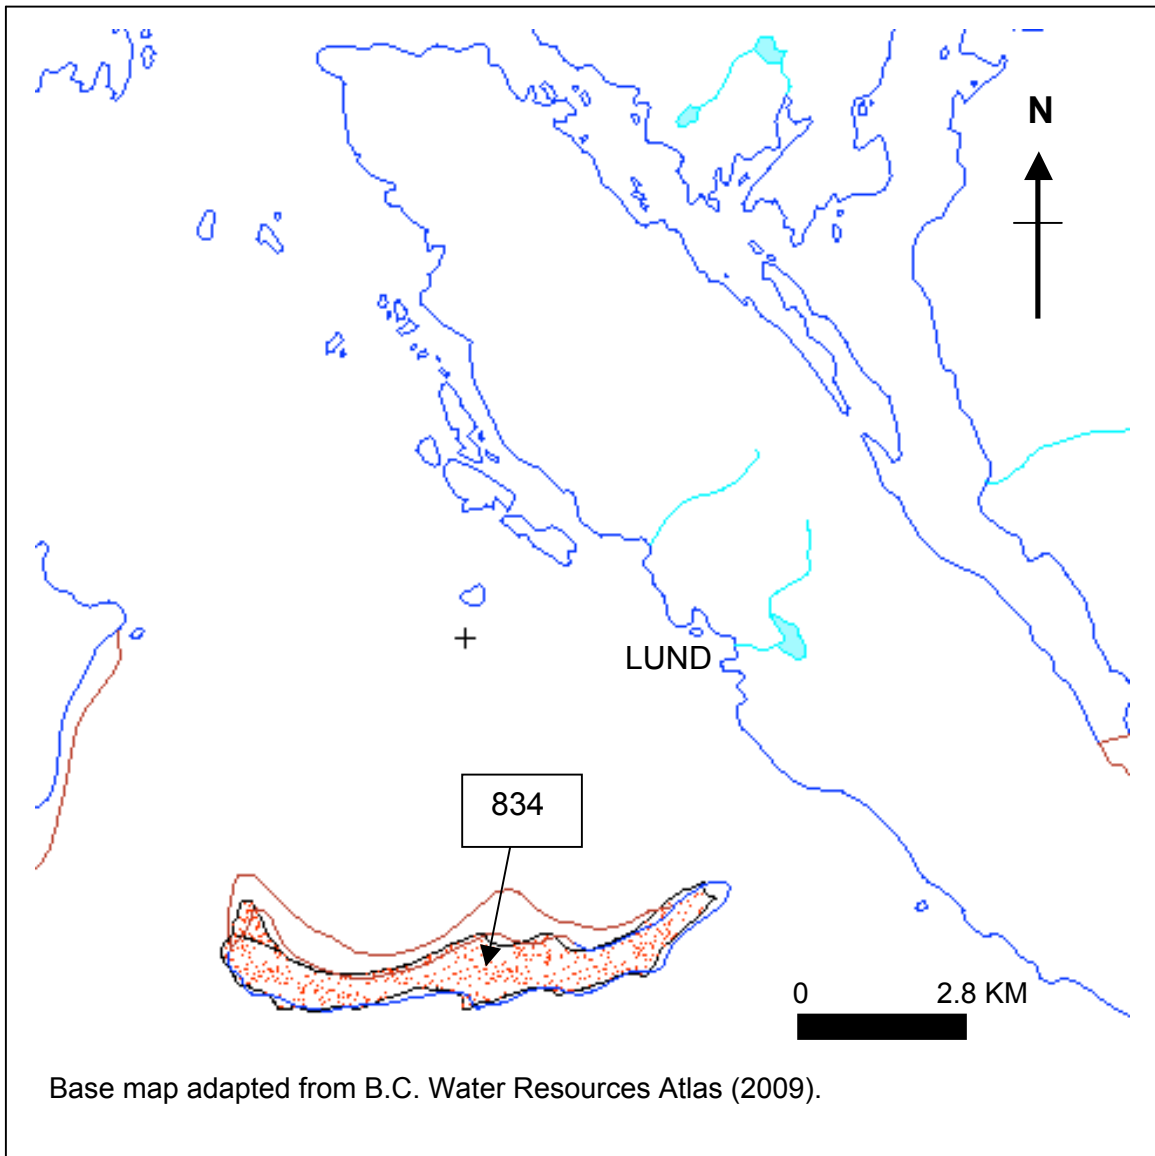 N
LUND
834
0 2.8 KM
Base map adapted from B.C. Water Resources Atlas (2009).